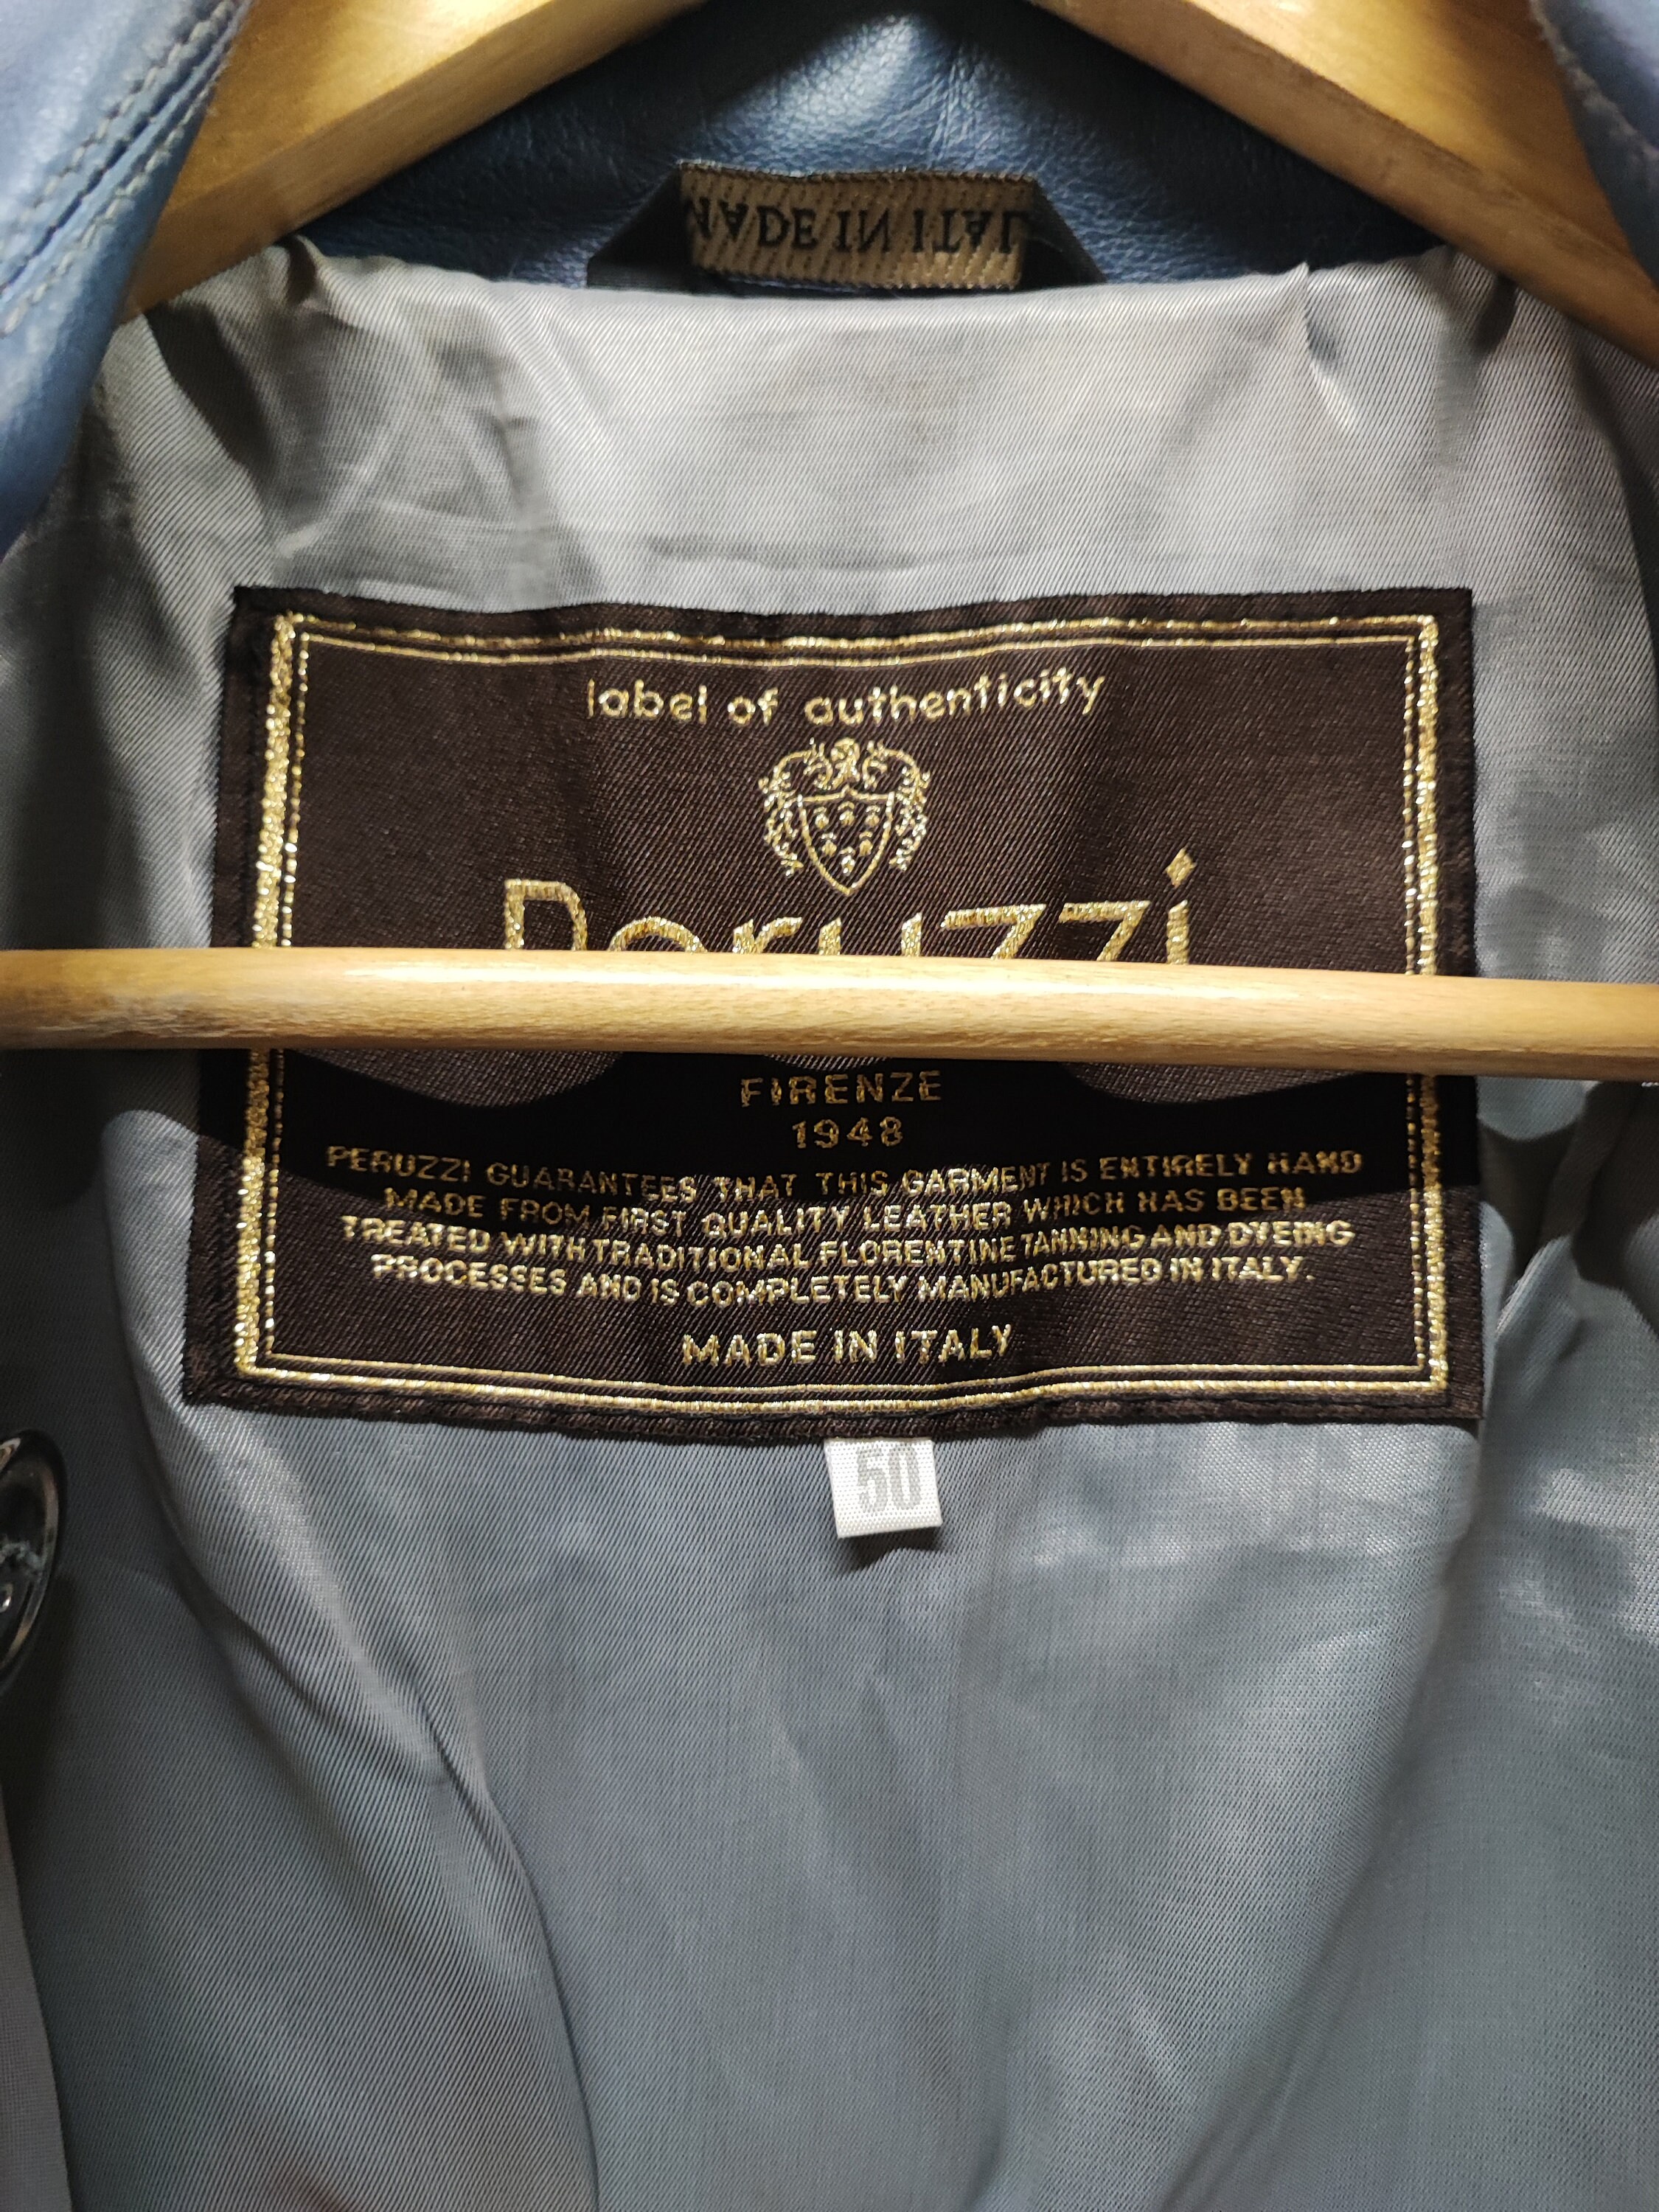 MADE IN ITAL
label of authenticity
Peruzzi
FIRENZE
1948
PERUZZI GUARANTEES THAT THIS GARMENT IS ENTIRELY HAND
MADE FROM FIRST QUALITY LEATHER WHICH HAS BEEN
TREATED WITH TRADITIONAL FLORENTINE TANNING AND DYEING
PROCESSES AND IS COMPLETELY MANUFACTURED IN ITALY.
MADE IN ITALY
50